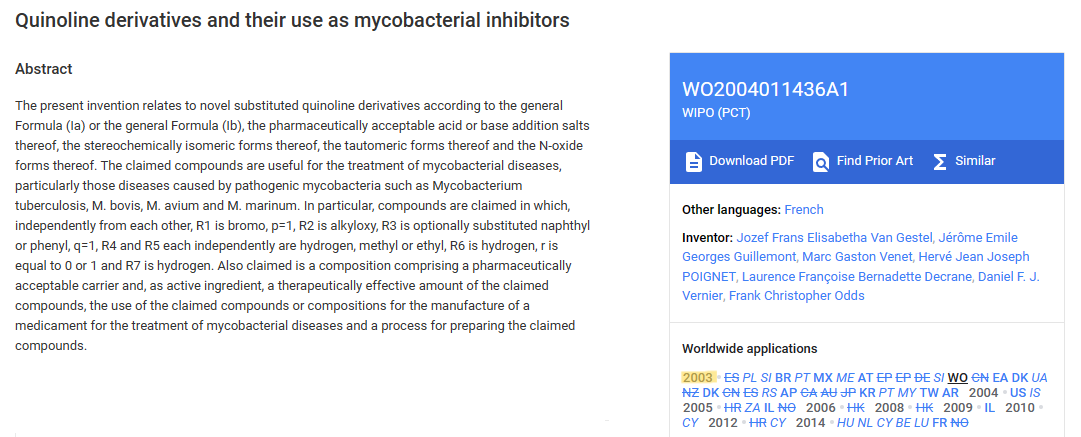 Quinoline derivatives and their use as mycobacterial inhibitors
Abstract
The present invention relates to novel substituted quinoline derivatives according to the general
Formula (Ia) or the general Formula (Ib), the pharmaceutically acceptable acid or base addition salts
thereof, the stereochemically isomeric forms thereof, the tautomeric forms thereof and the N-oxide
forms thereof. The claimed compounds are useful for the treatment of mycobacterial diseases,
particularly those diseases caused by pathogenic mycobacteria such as Mycobacterium
tuberculosis, M. bovis, M. avium and M. marinum. In particular, compounds are claimed in which,
independently from each other, R1 is bromo, p=1, R2 is alkyloxy, R3 is optionally substituted naphthyl
or phenyl, q=1, R4 and R5 each independently are hydrogen, methyl or ethyl, R6 is hydrogen, r is
equal to 0 or 1 and R7 is hydrogen. Also claimed is a composition comprising a pharmaceutically
acceptable carrier and, as active ingredient, a therapeutically effective amount of the claimed
compounds, the use of the claimed compounds or compositions for the manufacture of a
medicament for the treatment of mycobacterial diseases and a process for preparing the claimed
compounds.
WO2004011436A1
WIPO (PCT)
Download PDF Find Prior Art Similar
Other languages: French
Inventor: Jozef Frans Elisabetha Van Gestel, Jérôme Emile
Georges Guillemont, Marc Gaston Venet, Hervé Jean Joseph
POIGNET, Laurence Françoise Bernadette Decrane, Daniel F. J.
Vernier, Frank Christopher Odds
Worldwide applications
2003 • ES PL SI BR PT MX ME AT EP EP DE SI WO CN EA DK UA
NZ DK CN ES RS AP CA AU JP KR PT MY TW AR 2004 • US IS
2005 • HR ZA IL NO 2006 • HK 2008 • HK 2009 • IL 2010 •
CY 2012 • HR CY 2014 • HU NL CY BE LU FR NO